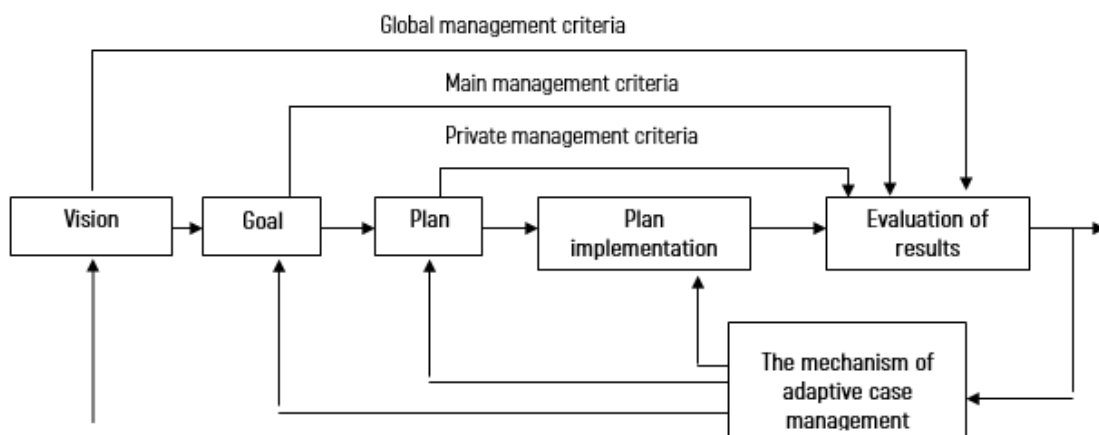 Global management criteria
Main management criteria
Private management criteria
Vision
Goal
Plan
Plan
implementation
Evaluation of
results
The mechanism of
adaptive case
management